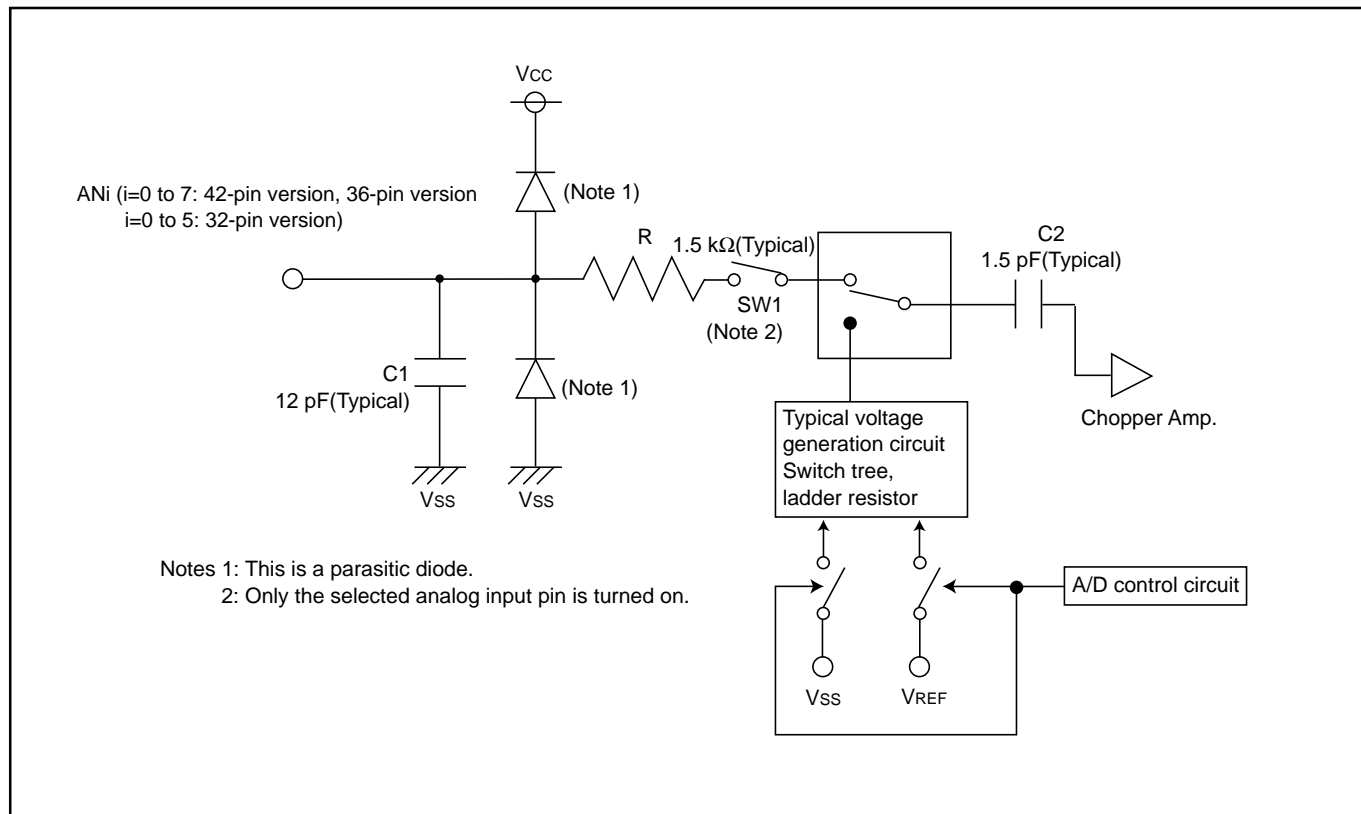 VCC
ANi (i=0 to 7: 42-pin version, 36-pin version
i=0 to 5: 32-pin version)
(Note 1)
R
1.5 kΩ(Typical)
SW1
(Note 2)
C2
1.5 pF(Typical)
C1
12 pF(Typical)
(Note 1)
Chopper Amp.
Typical voltage
generation circuit
Switch tree,
ladder resistor
VSS
VSS
Notes 1: This is a parasitic diode.
2: Only the selected analog input pin is turned on.
A/D control circuit
VSS
VREF